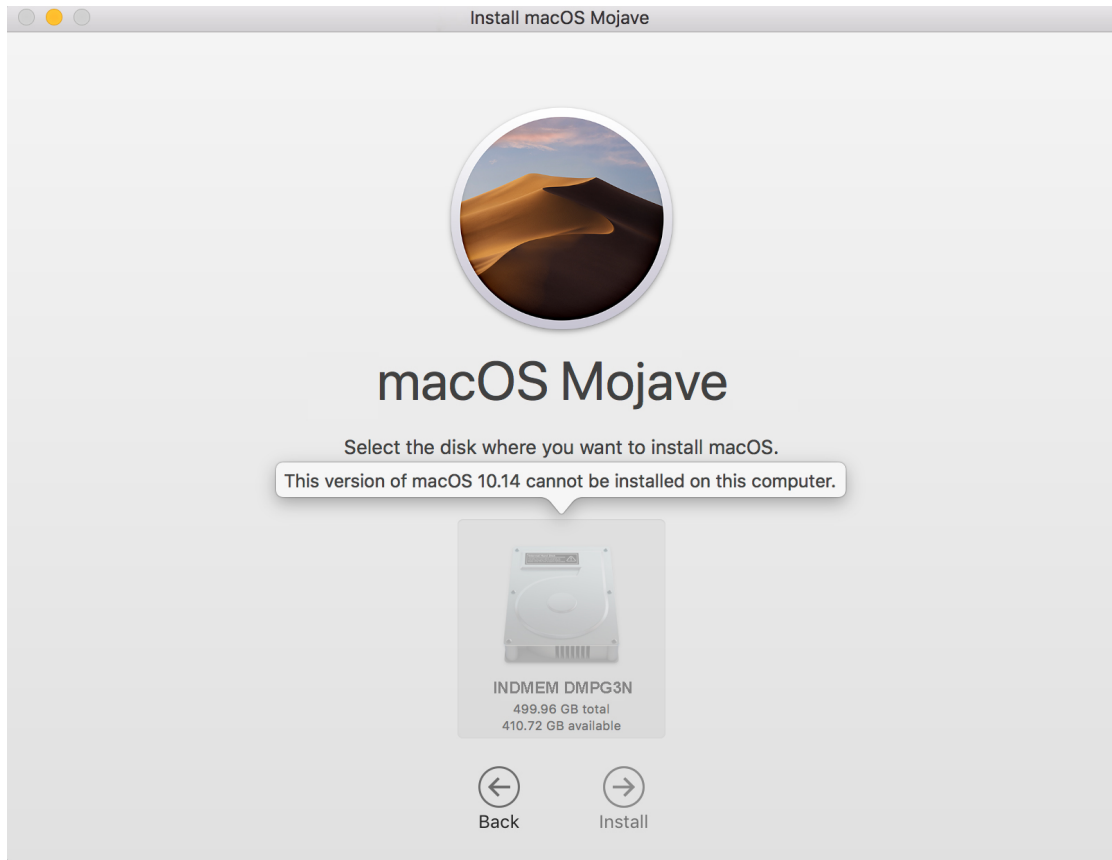 Install macOS Mojave
macOS Mojave
Select the disk where you want to install macOS.
This version of macOS 10.14 cannot be installed on this computer.
INDMEM DMPG3N
499.96 GB total
410.72 GB available
Back
Install